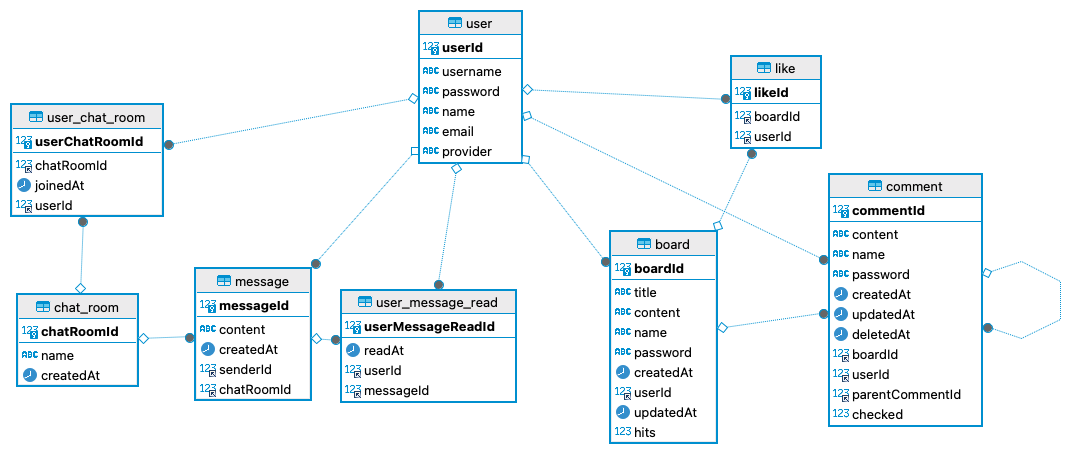 user
userId
username
password
name
email
provider
like
likeId
boardId
userId
user_chat_room
userChatRoomId
chatRoomId
joinedAt
userId
comment
commentId
content
name
password
createdAt
updatedAt
deletedAt
boardId
userId
parentCommentId
checked
board
boardId
title
content
name
password
createdAt
userId
updatedAt
hits
message
messageId
content
createdAt
senderId
chatRoomId
user_message_read
userMessageReadId
readAt
userId
messageId
chat_room
chatRoomId
name
createdAt